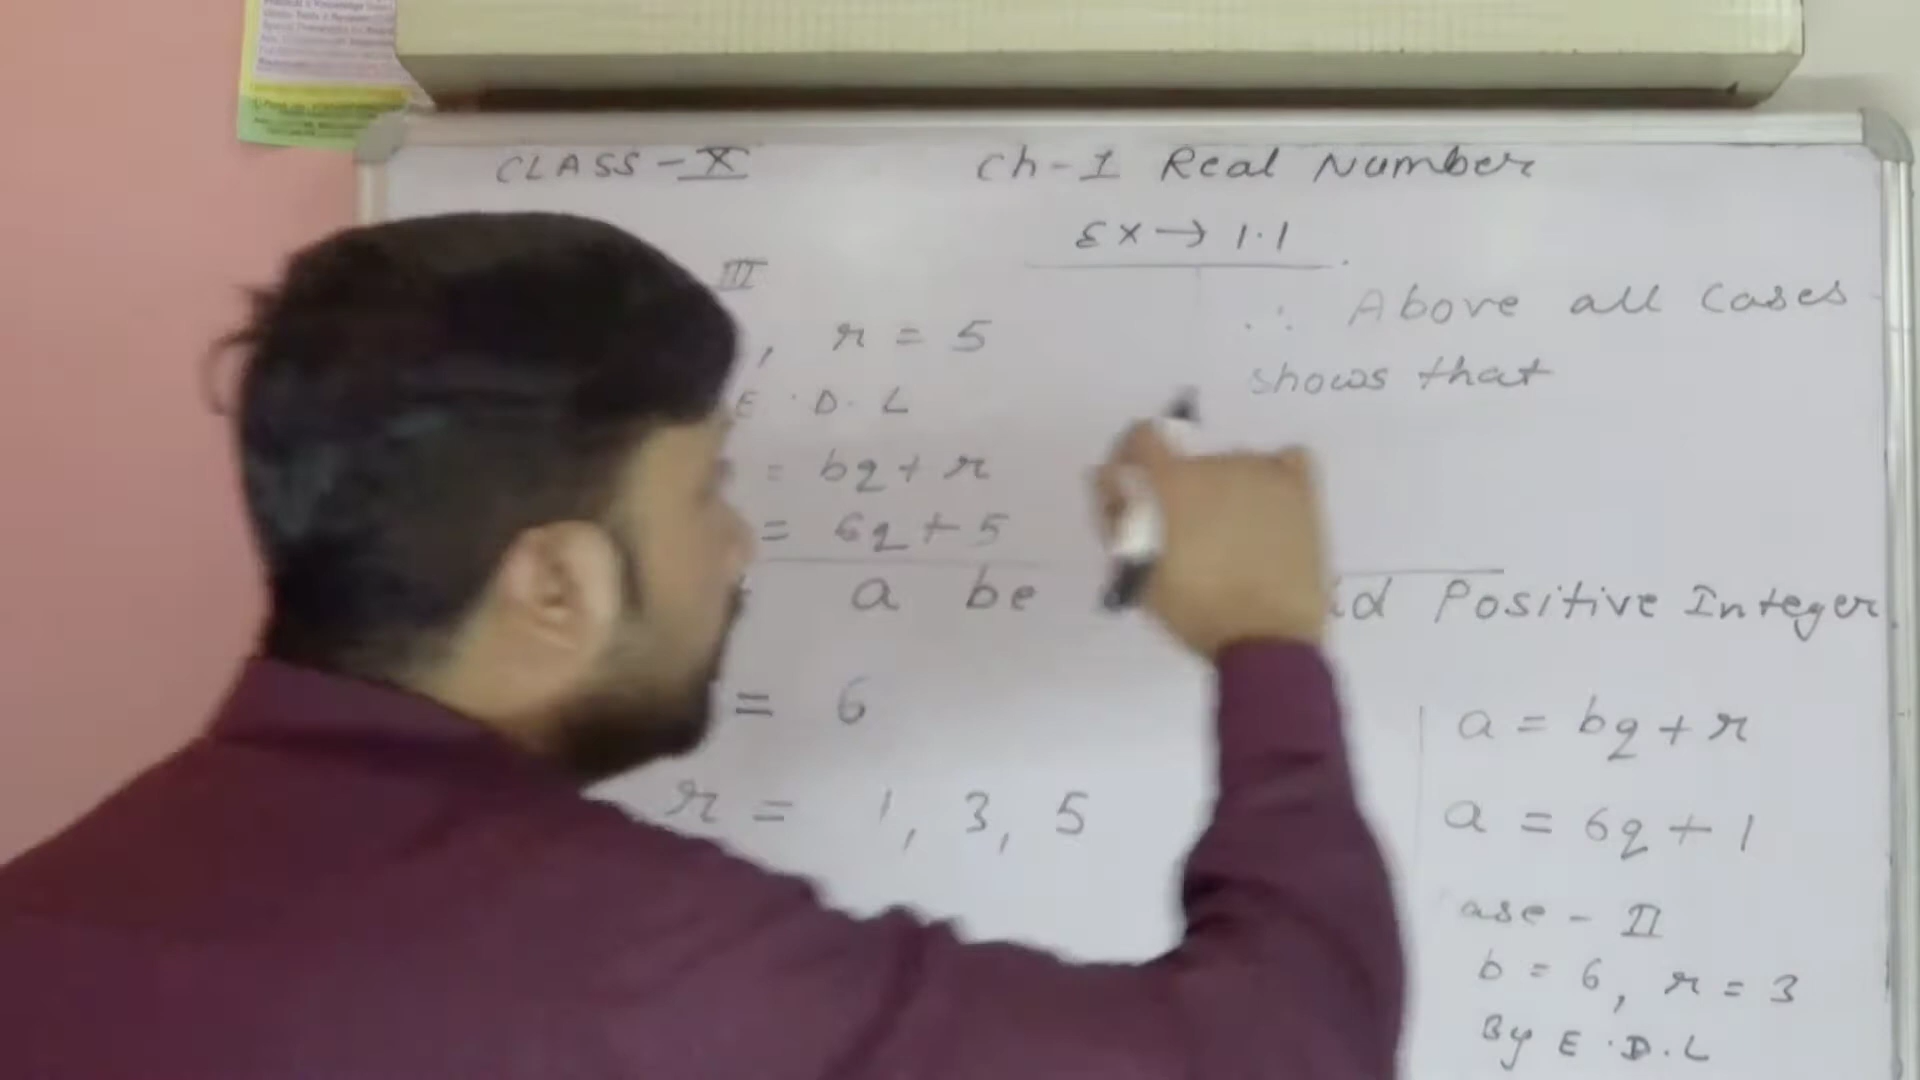 CLASS - X Ch-1 Real Number
Ex → 1.1
III
, r = 5
E. D. L
= bq + r
= 6q + 5
∴ Above all cases
shows that
a be id Positive Integer
= 6
r = 1, 3, 5
a = bq + r
a = 6q + 1
ase - II
b = 6, r = 3
By E. D. L